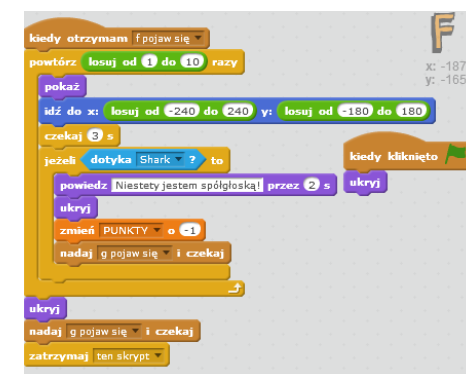 kiedy otrzymam f pojaw się
powtórz losuj od 1 do 10 razy
pokaż
idź do x: losuj od -240 do 240 y: losuj od -180 do 180
czekaj 3 s
jeżeli dotyka Shark ? to
powiedz Niestety jestem spółgłoską! przez 2 s
ukryj
zmień PUNKTY o -1
nadaj g pojaw się i czekaj
ukryj
nadaj g pojaw się i czekaj
zatrzymaj ten skrypt
F
x: -187
y: -165
kiedy kliknięto
ukryj